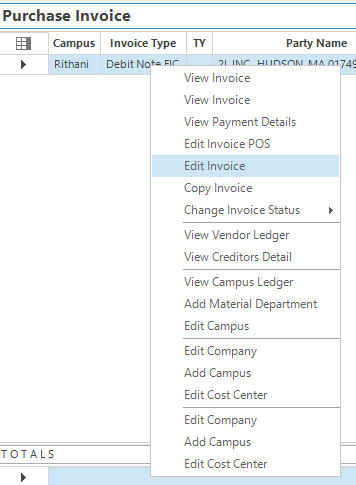 Purchase Invoice
Campus Invoice Type TY Party Name
Rithani Debit Note EIC 2L INC, HUDSON, MA 01749
View Invoice
View Invoice
View Payment Details
Edit Invoice POS
Edit Invoice
Copy Invoice
Change Invoice Status
View Vendor Ledger
View Creditors Detail
View Campus Ledger
Add Material Department
Edit Campus
Edit Company
Add Campus
Edit Cost Center
Edit Company
Add Campus
Edit Cost Center
TOTALS